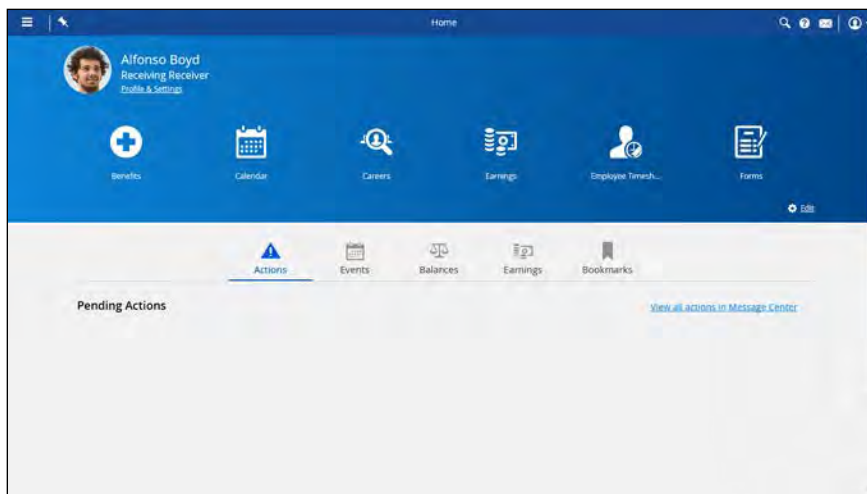 Home
Alfonso Boyd
Receiving Receiver
Profile & Settings
Benefits
Calendar
Careers
Earnings
Employee Timesh...
Forms
Edit
Actions
Events
Balances
Earnings
Bookmarks
Pending Actions
View all actions in Message Center